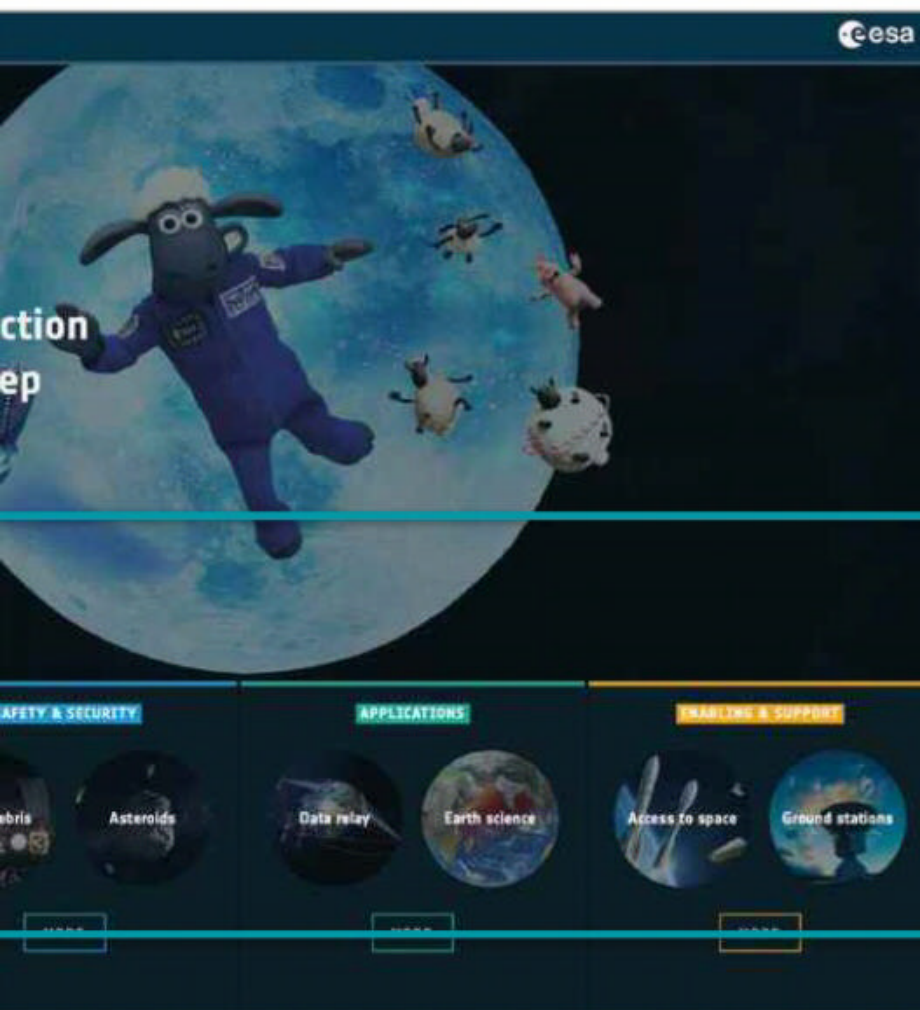 esa
ction
ep
AFETY & SECURITY
APPLICATIONS
ENABLING & SUPPORT
ebris
Asteroids
Data relay
Earth science
Access to space
Ground stations